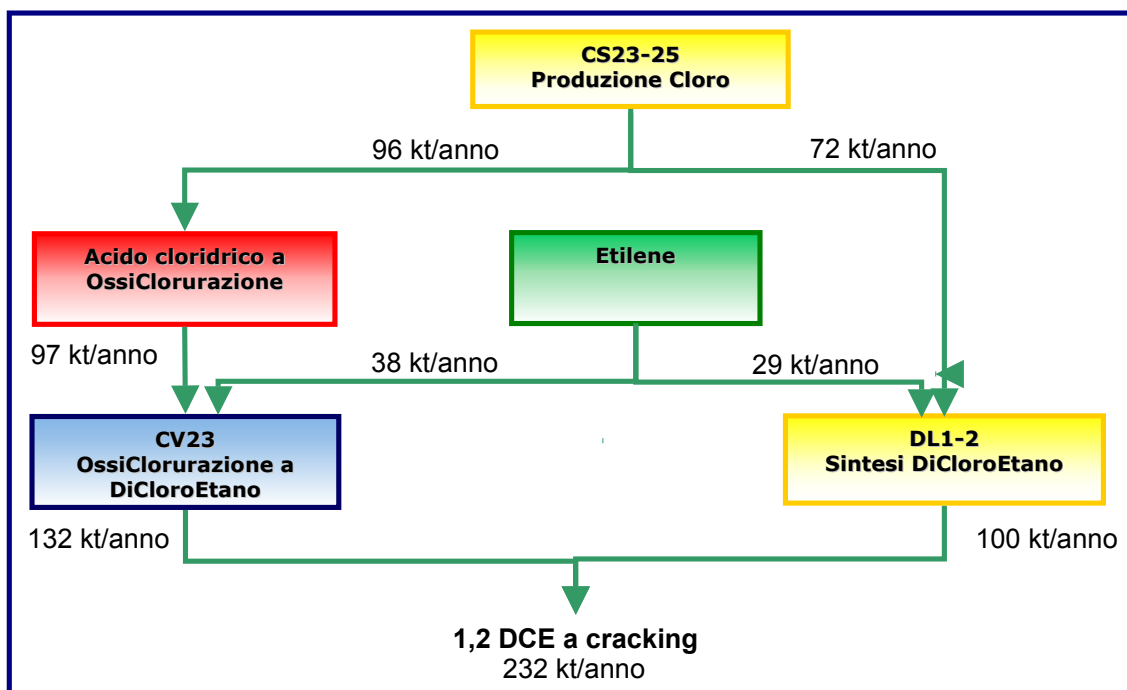 CS23-25
Produzione Cloro
96 kt/anno
72 kt/anno
Acido cloridrico a
OssiClorurazione
Etilene
97 kt/anno
38 kt/anno
29 kt/anno
CV23
OssiClorurazione a
DiCloroEtano
DL1-2
Sintesi DiCloroEtano
132 kt/anno
100 kt/anno
1,2 DCE a cracking
232 kt/anno